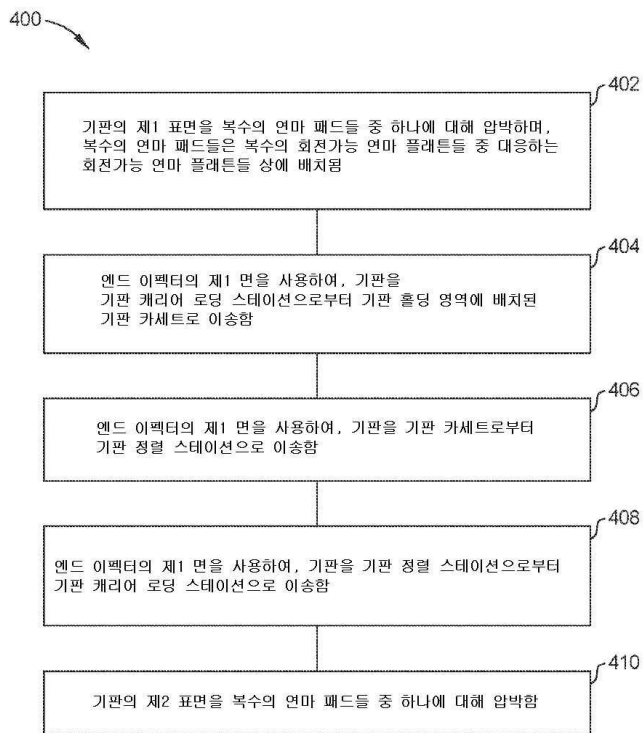 400
402
기판의 제1 표면을 복수의 연마 패드들 중 하나에 대해 압박하며,
복수의 연마 패드들은 복수의 회전가능 연마 플래튼들 중 대응하는
회전가능 연마 플래튼들 상에 배치됨
404
엔드 이펙터의 제1 면을 사용하여, 기판을
기판 캐리어 로딩 스테이션으로부터 기판 홀딩 영역에 배치된
기판 카세트로 이송함
406
엔드 이펙터의 제1 면을 사용하여, 기판을 기판 카세트로부터
기판 정렬 스테이션으로 이송함
408
엔드 이펙터의 제1 면을 사용하여, 기판을 기판 정렬 스테이션으로부터
기판 캐리어 로딩 스테이션으로 이송함
410
기판의 제2 표면을 복수의 연마 패드들 중 하나에 대해 압박함